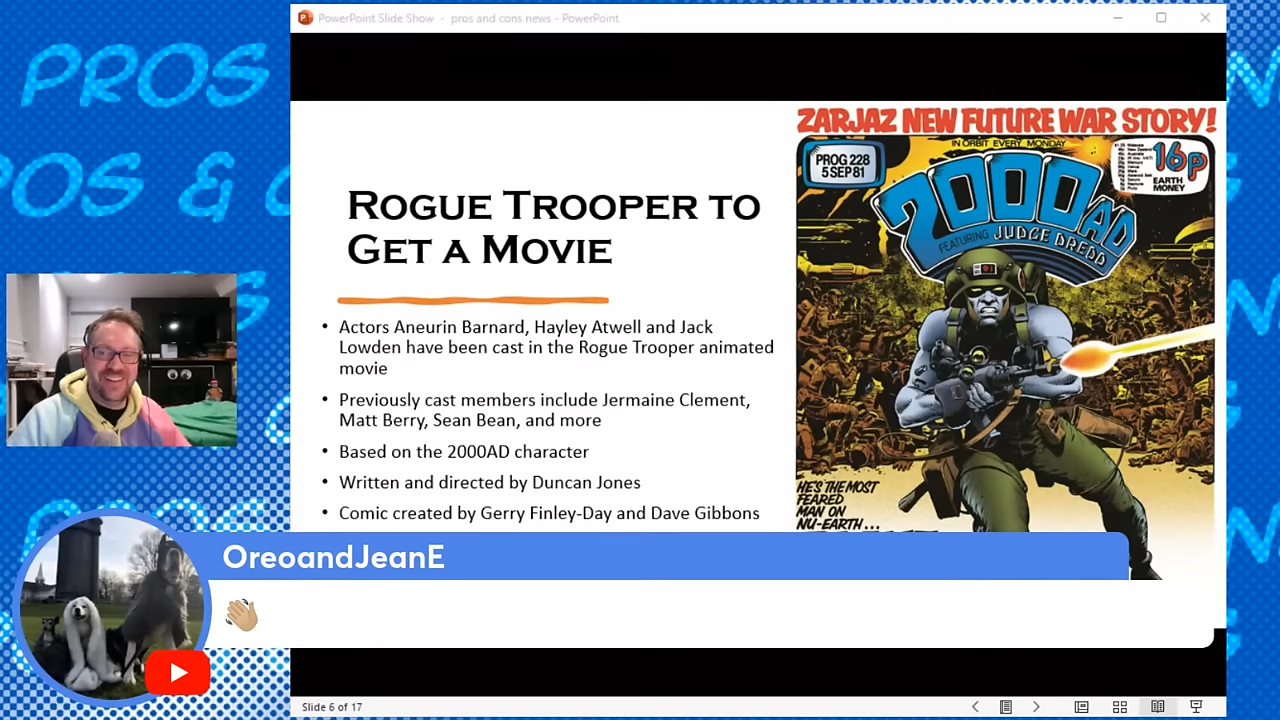 PowerPoint Slide Show - pros and cons news - PowerPoint
PROS
OS & C
ROGUE TROOPER TO
GET A MOVIE
• Actors Aneurin Barnard, Hayley Atwell and Jack
Lowden have been cast in the Rogue Trooper animated
movie
• Previously cast members include Jermaine Clement,
Matt Berry, Sean Bean, and more
• Based on the 2000AD character
• Written and directed by Duncan Jones
• Comic created by Gerry Finley-Day and Dave Gibbons
ZARJAZ NEW FUTURE WAR STORY!
IN ORBIT EVERY MONDAY
PROG 228
5 SEP 81
16p
EARTH
MONEY
2000 AD
FEATURING JUDGE DREDD
HE'S THE MOST
FEARED
MAN ON
NU-EARTH...
OreoandJeanE
👋🏼
Slide 6 of 17